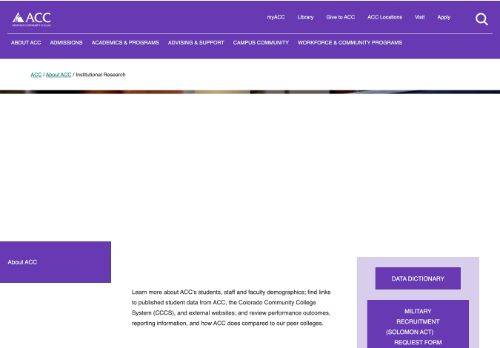 ACC
myACC Library Give to ACC ACC Locations Visit Apply
ABOUT ACC ADMISSIONS ACADEMICS & PROGRAMS ADVISING & SUPPORT CAMPUS COMMUNITY WORKFORCE & COMMUNITY PROGRAMS
ACC / About ACC / Institutional Research
About ACC
Learn more about ACC's students, staff and faculty demographics; find links
to published student data from ACC, the Colorado Community College
System (CCCS), and external websites; and review performance outcomes,
reporting information, and how ACC does compared to our peer colleges.
DATA DICTIONARY
MILITARY
RECRUITMENT
(SOLOMON ACT)
REQUEST FORM